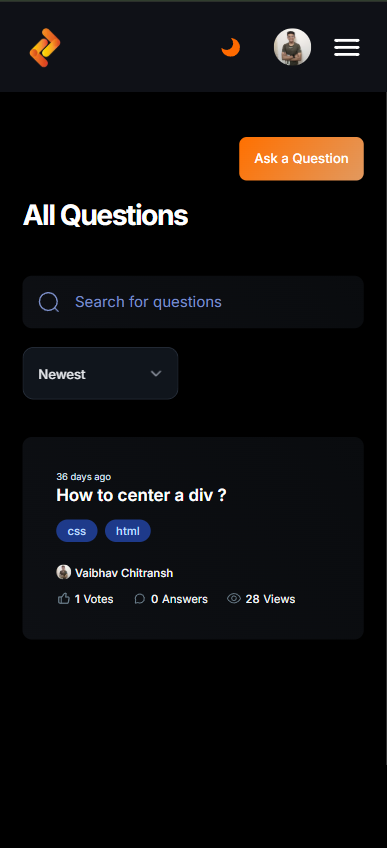 Ask a Question
All Questions
Search for questions
Newest
36 days ago
How to center a div ?
css html
Vaibhav Chitransh
1 Votes 0 Answers 28 Views